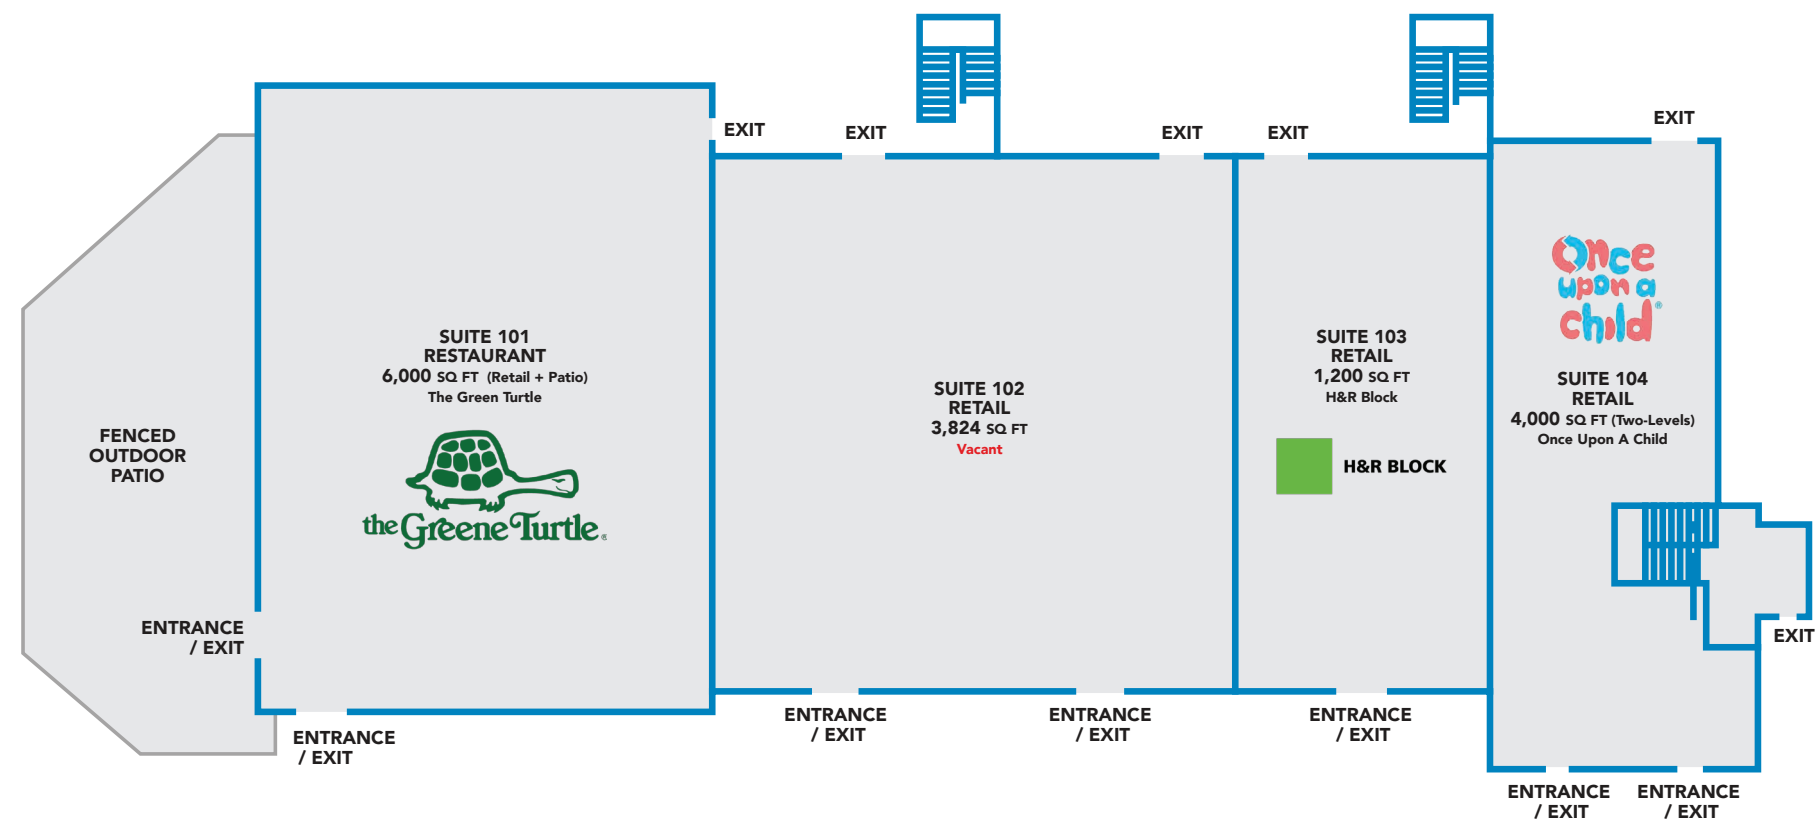 EXIT
EXIT
EXIT
EXIT
EXIT
SUITE 101
RESTAURANT
6,000 SQ FT (Retail + Patio)
The Green Turtle
the Greene Turtle®
FENCED
OUTDOOR
PATIO
ENTRANCE
/ EXIT
ENTRANCE
/ EXIT
SUITE 102
RETAIL
3,824 SQ FT
Vacant
ENTRANCE
/ EXIT
ENTRANCE
/ EXIT
SUITE 103
RETAIL
1,200 SQ FT
H&R Block
H&R BLOCK
ENTRANCE
/ EXIT
Once
upon a
child®
SUITE 104
RETAIL
4,000 SQ FT (Two-Levels)
Once Upon A Child
EXIT
ENTRANCE
/ EXIT
ENTRANCE
/ EXIT